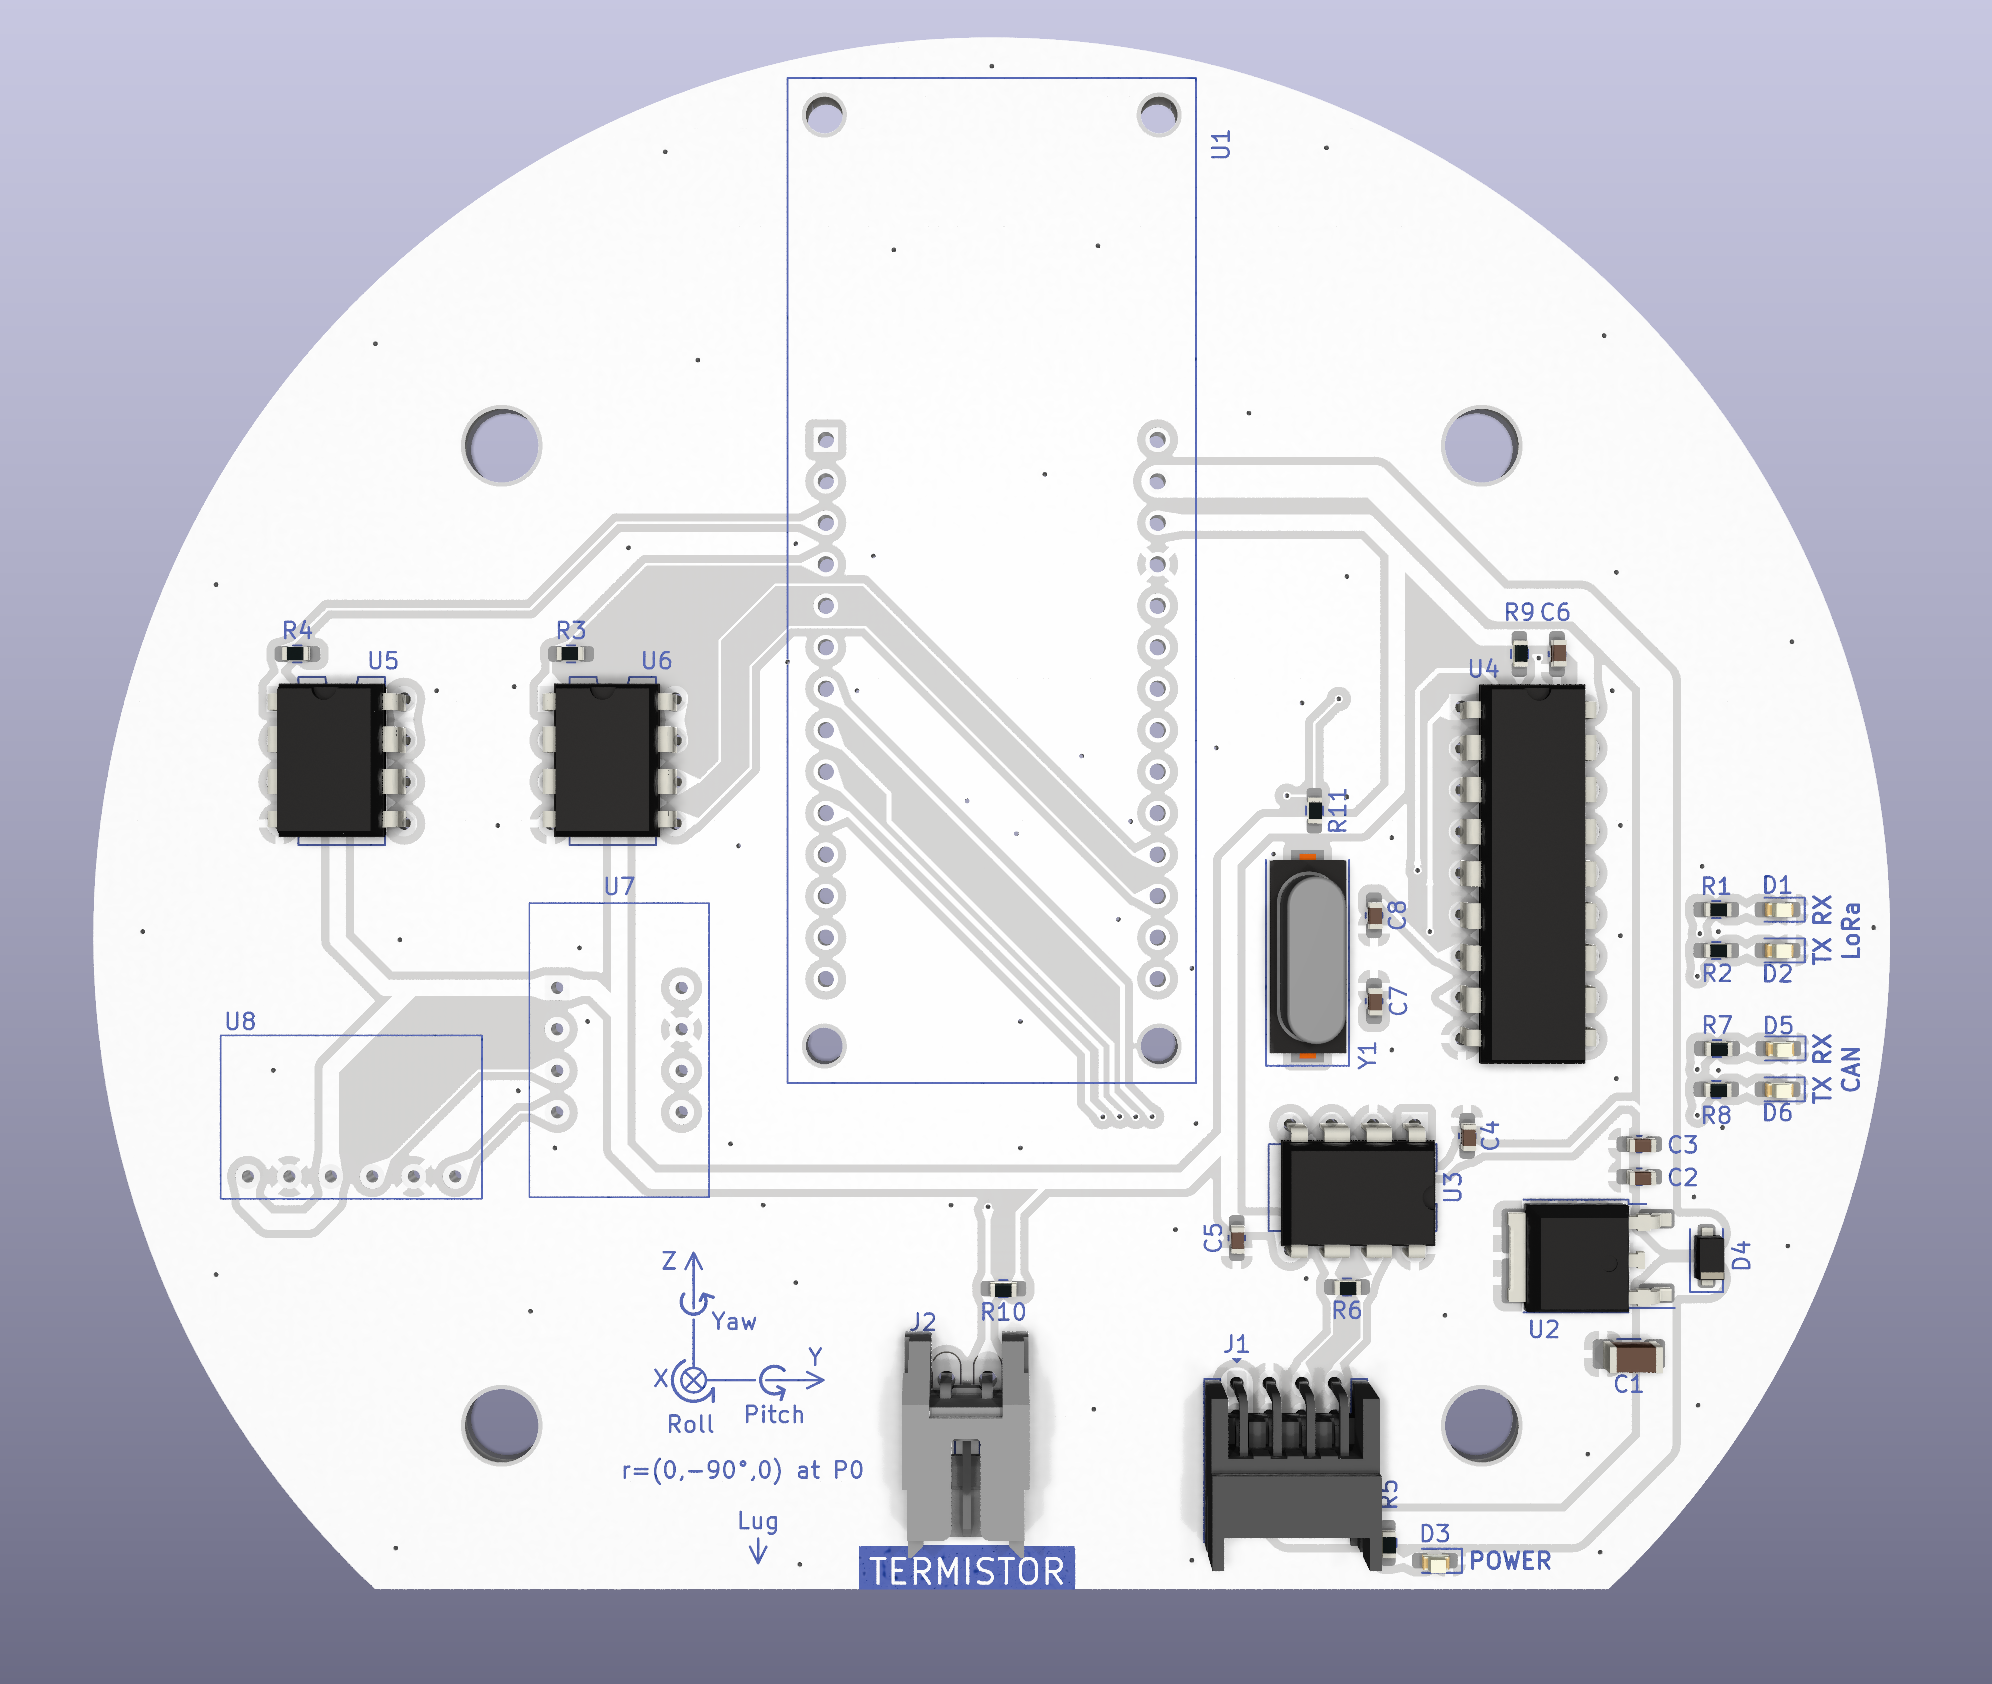 U1
R9 C6
R4
R3
U5
U6
U4
R11
U7
R1
D1
RX
C8
TX
LoRa
R2
D2
C7
U8
R7
D5
RX
Y1
TX
CAN
R8
D6
C4
C3
C2
U3
C5
D4
Z
Yaw
R10
R6
J2
U2
J1
Y
X
C1
Pitch
Roll
r=(0,-90°,0) at P0
R5
Lug
D3
POWER
TERMISTOR